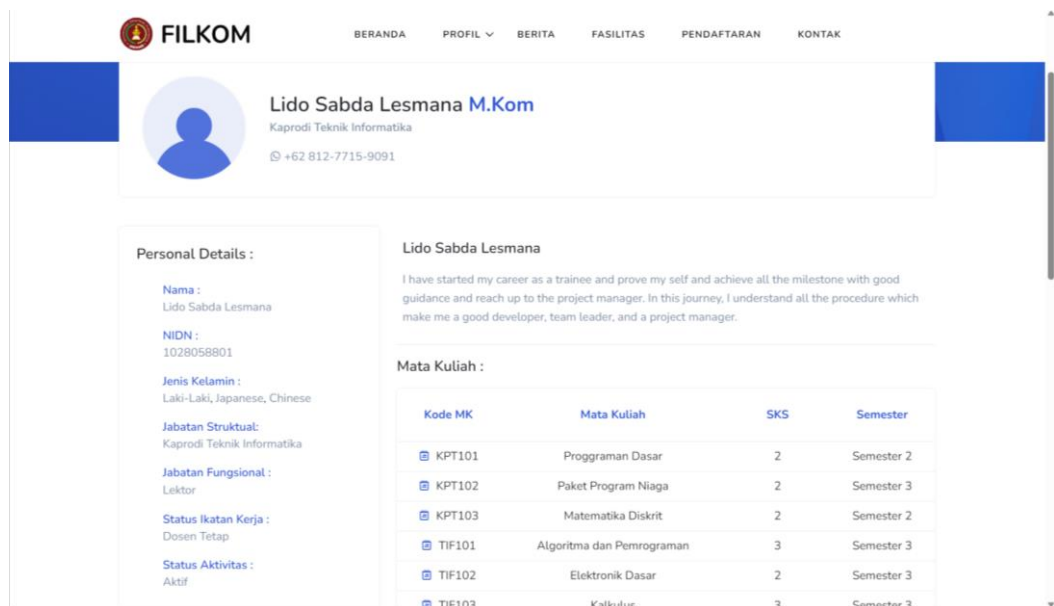 FILKOM
BERANDA PROFIL BERITA FASILITAS PENDAFTARAN KONTAK
Lido Sabda Lesmana M.Kom
Kaprodi Teknik Informatika
+62 812-7715-9091
Personal Details :
Nama :
Lido Sabda Lesmana
NIDN :
1028058801
Jenis Kelamin :
Laki-Laki, Japanese, Chinese
Jabatan Struktual:
Kaprodi Teknik Informatika
Jabatan Fungsional :
Lektor
Status Ikatan Kerja :
Dosen Tetap
Status Aktivitas :
Aktif
Lido Sabda Lesmana
I have started my career as a trainee and prove my self and achieve all the milestone with good
guidance and reach up to the project manager. In this journey, I understand all the procedure which
make me a good developer, team leader, and a project manager.
Mata Kuliah :
Kode MK Mata Kuliah SKS Semester
KPT101 Proggraman Dasar 2 Semester 2
KPT102 Paket Program Niaga 2 Semester 3
KPT103 Matematika Diskrit 2 Semester 2
TIF101 Algoritma dan Pemrograman 3 Semester 3
TIF102 Elektronik Dasar 2 Semester 3
TIF103 Kalkulus 3 Semester 3